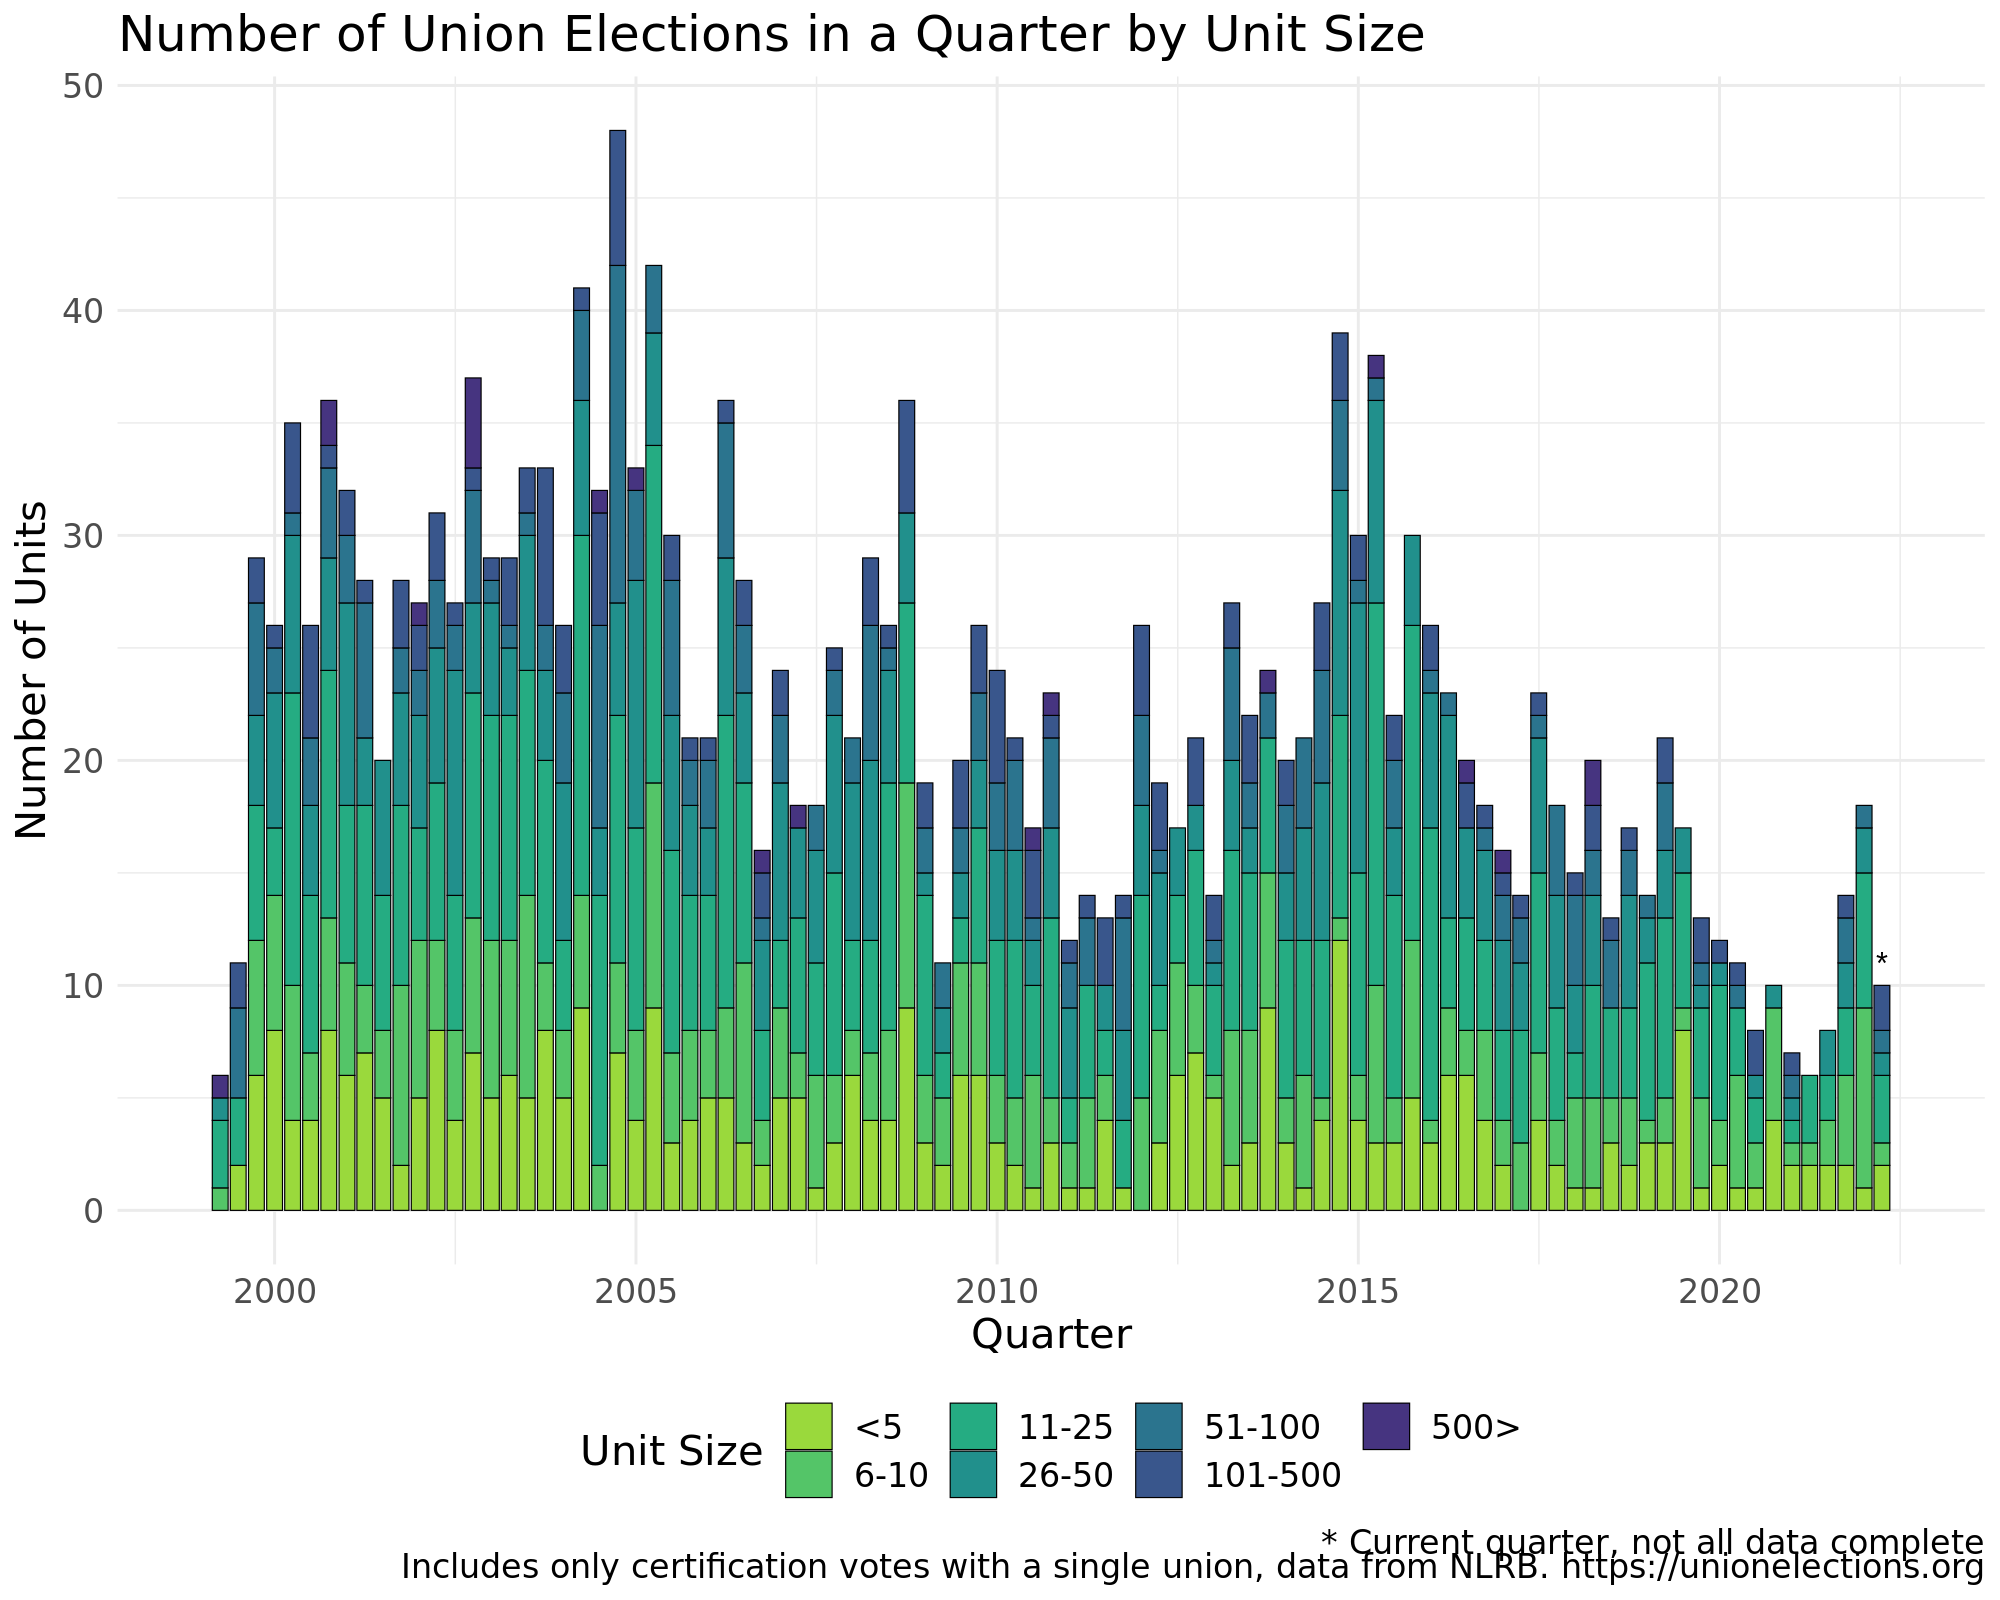 Number of Union Elections in a Quarter by Unit Size
Number of Units
50
40
30
20
10
0
*
2000 2005 2010 2015 2020
Quarter
Unit Size
<5 11-25 51-100 500>
6-10 26-50 101-500
* Current quarter, not all data complete
Includes only certification votes with a single union, data from NLRB. https://unionelections.org